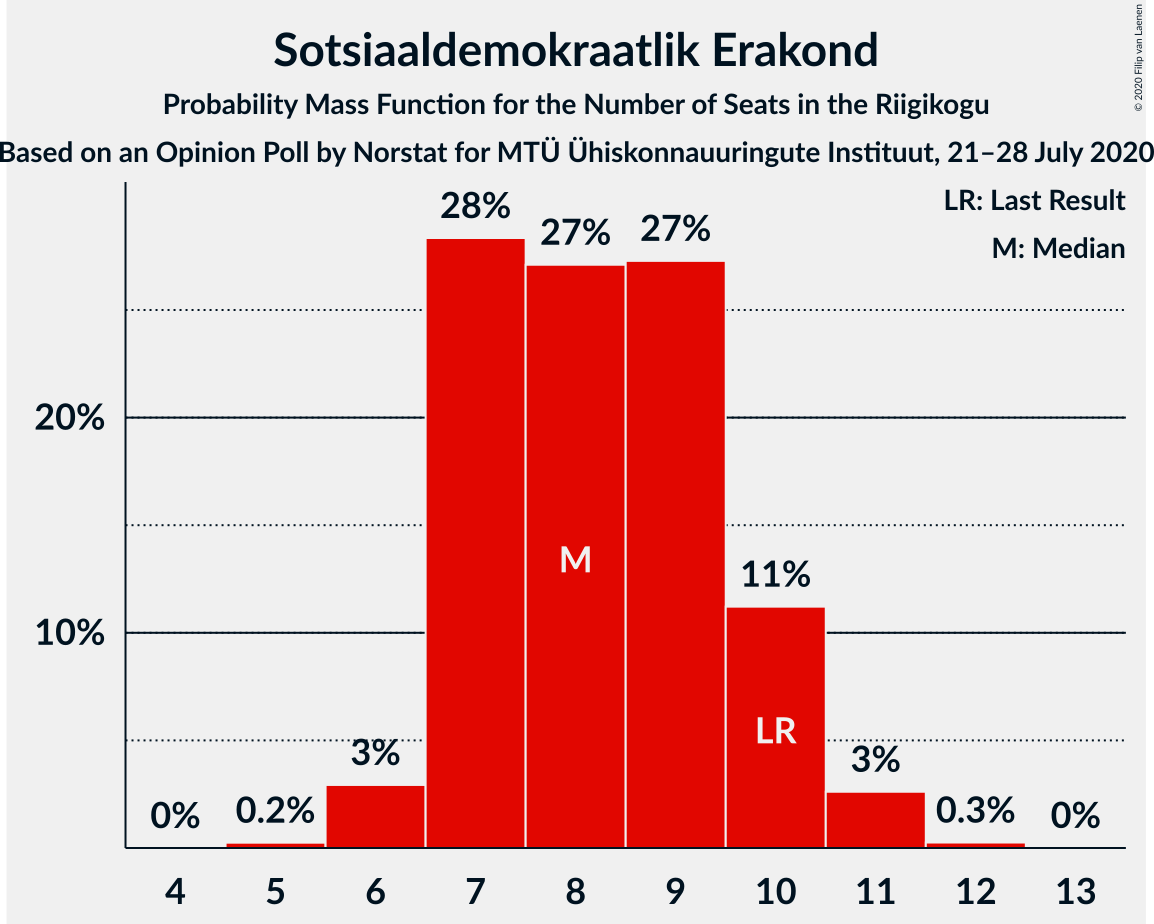 Sotsiaaldemokraatlik Erakond
Probability Mass Function for the Number of Seats in the Riigikogu
Based on an Opinion Poll by Norstat for MTÜ Ühiskonnauuringute Instituut, 21–28 July 2020
© 2020 Filip van Laenen
LR: Last Result
M: Median
28%
27%
27%
20%
M
11%
10%
LR
3%
3%
0%
0.2%
0.3%
0%
4 5 6 7 8 9 10 11 12 13